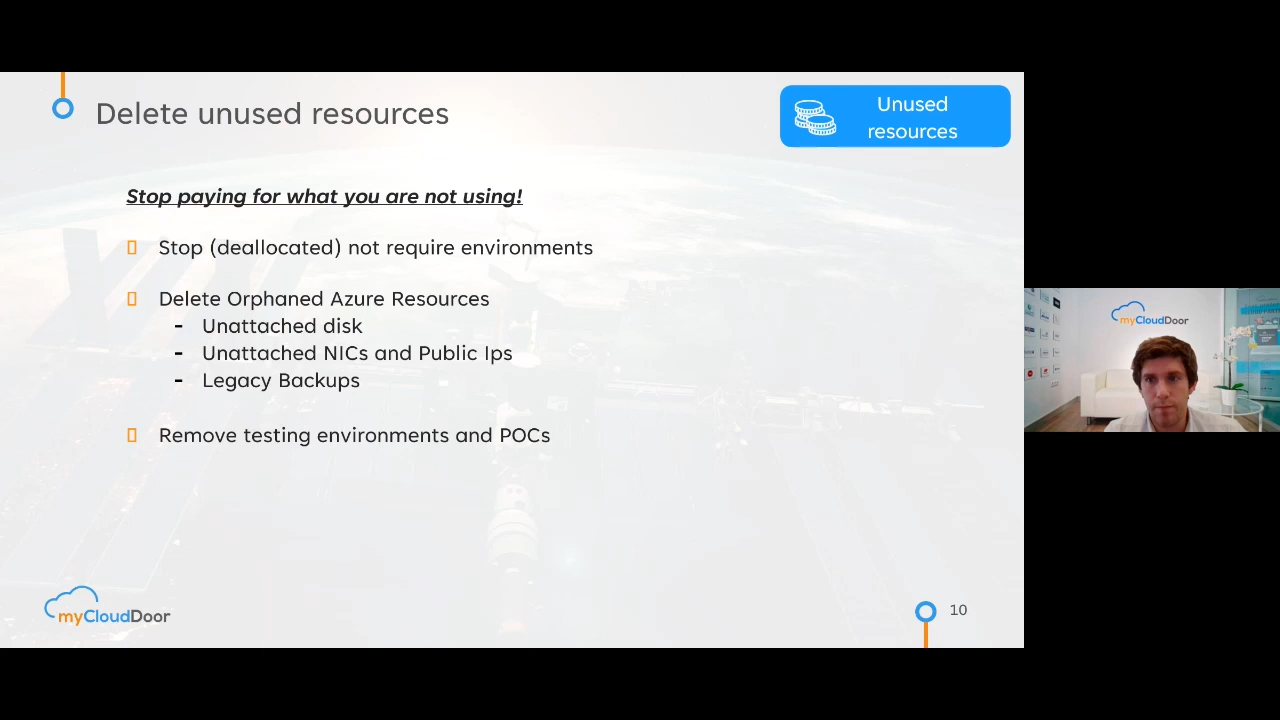 Delete unused resources
Unused
resources
Stop paying for what you are not using!
Stop (deallocated) not require environments
Delete Orphaned Azure Resources
- Unattached disk
- Unattached NICs and Public Ips
- Legacy Backups
Remove testing environments and POCs
myCloudDoor
10
myCloudDoor